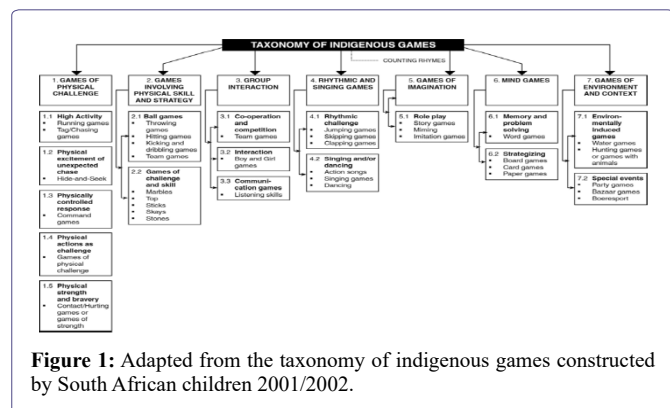 TAXONOMY OF INDIGENOUS GAMES
COUNTING RHYMES
1. GAMES OF
PHYSICAL
CHALLENGE
1.1 High Activity
• Running games
• Tag/Chasing
games
1.2 Physical
excitement of
unexpected
chase
• Hide-and-Seek
1.3 Physically
controlled
response
• Command
games
1.4 Physical
actions as
challenge
• Games of
physical
challenge
1.5 Physical
strength
and bravery
• Contact/Hurting
games or
games of
strength
2. GAMES
INVOLVING
PHYSICAL SKILL
AND STRATEGY
2.1 Ball games
• Throwing
games
• Hitting games
• Kicking and
dribbling games
• Team games
2.2 Games of
challenge
and skill
• Marbles
• Top
• Sticks
• Skeys
• Stones
3. GROUP
INTERACTION
3.1 Co-operation
and
competition
• Team games
3.2 Interaction
• Boy and Girl
games
3.3 Communi-
cation games
• Listening skills
4. RHYTHMIC AND
SINGING GAMES
4.1 Rhythmic
challenge
• Jumping games
• Skipping games
• Clapping games
4.2 Singing and/or
dancing
• Action songs
• Singing games
• Dancing
5. GAMES OF
IMAGINATION
5.1 Role play
• Story games
• Miming
• Imitation games
6. MIND GAMES
6.1 Memory and
problem
solving
• Word games
6.2 Strategizing
• Board games
• Card games
• Paper games
7. GAMES OF
ENVIRONMENT
AND CONTEXT
7.1 Environ-
mentally
induced
games
• Water games
• Hunting games
or games with
animals
7.2 Special events
• Party games
• Bazaar games
• Boeresport
Figure 1: Adapted from the taxonomy of indigenous games constructed
by South African children 2001/2002.